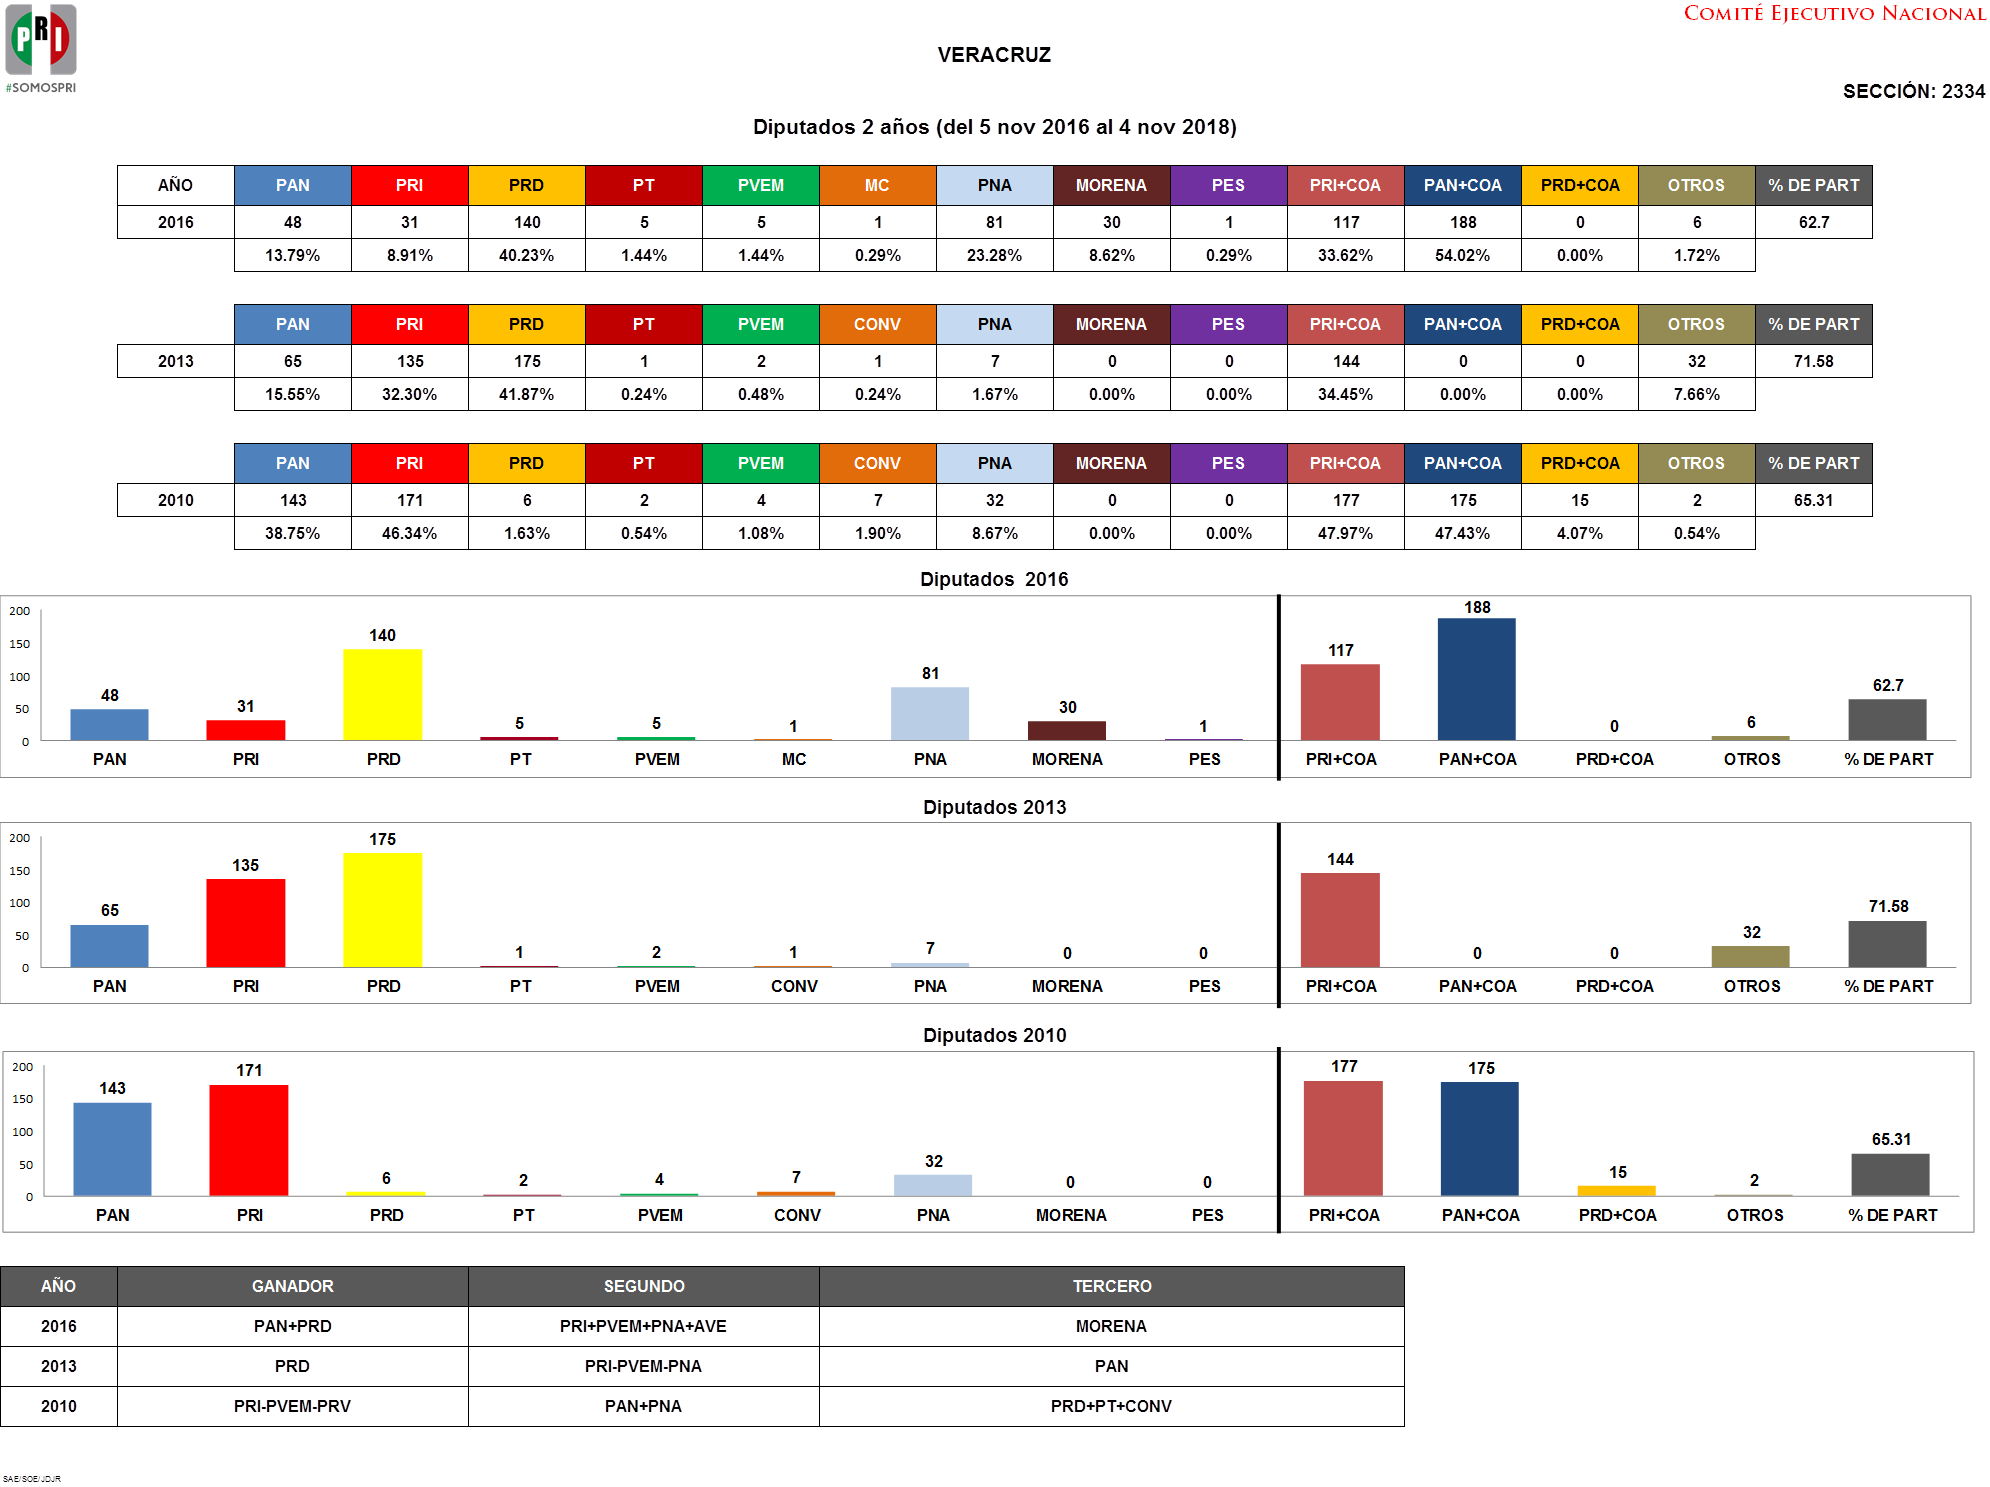 PRI
#SOMOSPRI
COMITÉ EJECUTIVO NACIONAL
VERACRUZ
SECCIÓN: 2334
Diputados 2 años (del 5 nov 2016 al 4 nov 2018)
AÑO PAN PRI PRD PT PVEM MC PNA MORENA PES PRI+COA PAN+COA PRD+COA OTROS % DE PART
2016 48 31 140 5 5 1 81 30 1 117 188 0 6 62.7
13.79% 8.91% 40.23% 1.44% 1.44% 0.29% 23.28% 8.62% 0.29% 33.62% 54.02% 0.00% 1.72%
PAN PRI PRD PT PVEM CONV PNA MORENA PES PRI+COA PAN+COA PRD+COA OTROS % DE PART
2013 65 135 175 1 2 1 7 0 0 144 0 0 32 71.58
15.55% 32.30% 41.87% 0.24% 0.48% 0.24% 1.67% 0.00% 0.00% 34.45% 0.00% 0.00% 7.66%
PAN PRI PRD PT PVEM CONV PNA MORENA PES PRI+COA PAN+COA PRD+COA OTROS % DE PART
2010 143 171 6 2 4 7 32 0 0 177 175 15 2 65.31
38.75% 46.34% 1.63% 0.54% 1.08% 1.90% 8.67% 0.00% 0.00% 47.97% 47.43% 4.07% 0.54%
Diputados 2016
200
150
100
50
0
48 31 140 5 5 1 81 30 1 117 188 0 6 62.7
PAN PRI PRD PT PVEM MC PNA MORENA PES PRI+COA PAN+COA PRD+COA OTROS % DE PART
Diputados 2013
200
150
100
50
0
65 135 175 1 2 1 7 0 0 144 0 0 32 71.58
PAN PRI PRD PT PVEM CONV PNA MORENA PES PRI+COA PAN+COA PRD+COA OTROS % DE PART
Diputados 2010
200
150
100
50
0
143 171 6 2 4 7 32 0 0 177 175 15 2 65.31
PAN PRI PRD PT PVEM CONV PNA MORENA PES PRI+COA PAN+COA PRD+COA OTROS % DE PART
AÑO GANADOR SEGUNDO TERCERO
2016 PAN+PRD PRI+PVEM+PNA+AVE MORENA
2013 PRD PRI-PVEM-PNA PAN
2010 PRI-PVEM-PRV PAN+PNA PRD+PT+CONV
SAE/SOE/JDJR